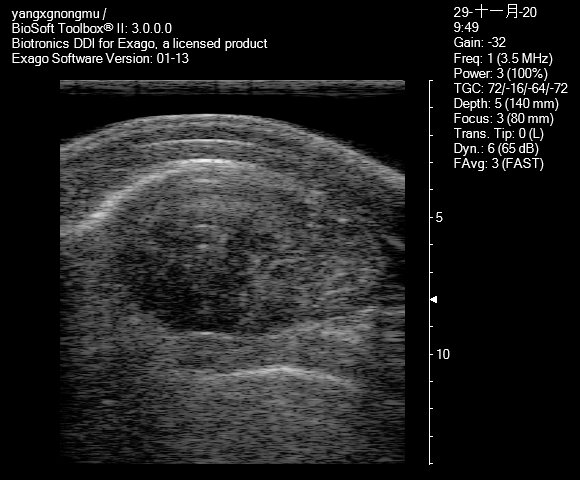 yangxgnongmu /
BioSoft Toolbox® II: 3.0.0.0
Biotronics DDI for Exago, a licensed product
Exago Software Version: 01-13
29-十一月-20
9:49
Gain: -32
Freq: 1 (3.5 MHz)
Power: 3 (100%)
TGC: 72/-16/-64/-72
Depth: 5 (140 mm)
Focus: 3 (80 mm)
Trans. Tip: 0 (L)
Dyn.: 6 (65 dB)
FAvg: 3 (FAST)
5
10